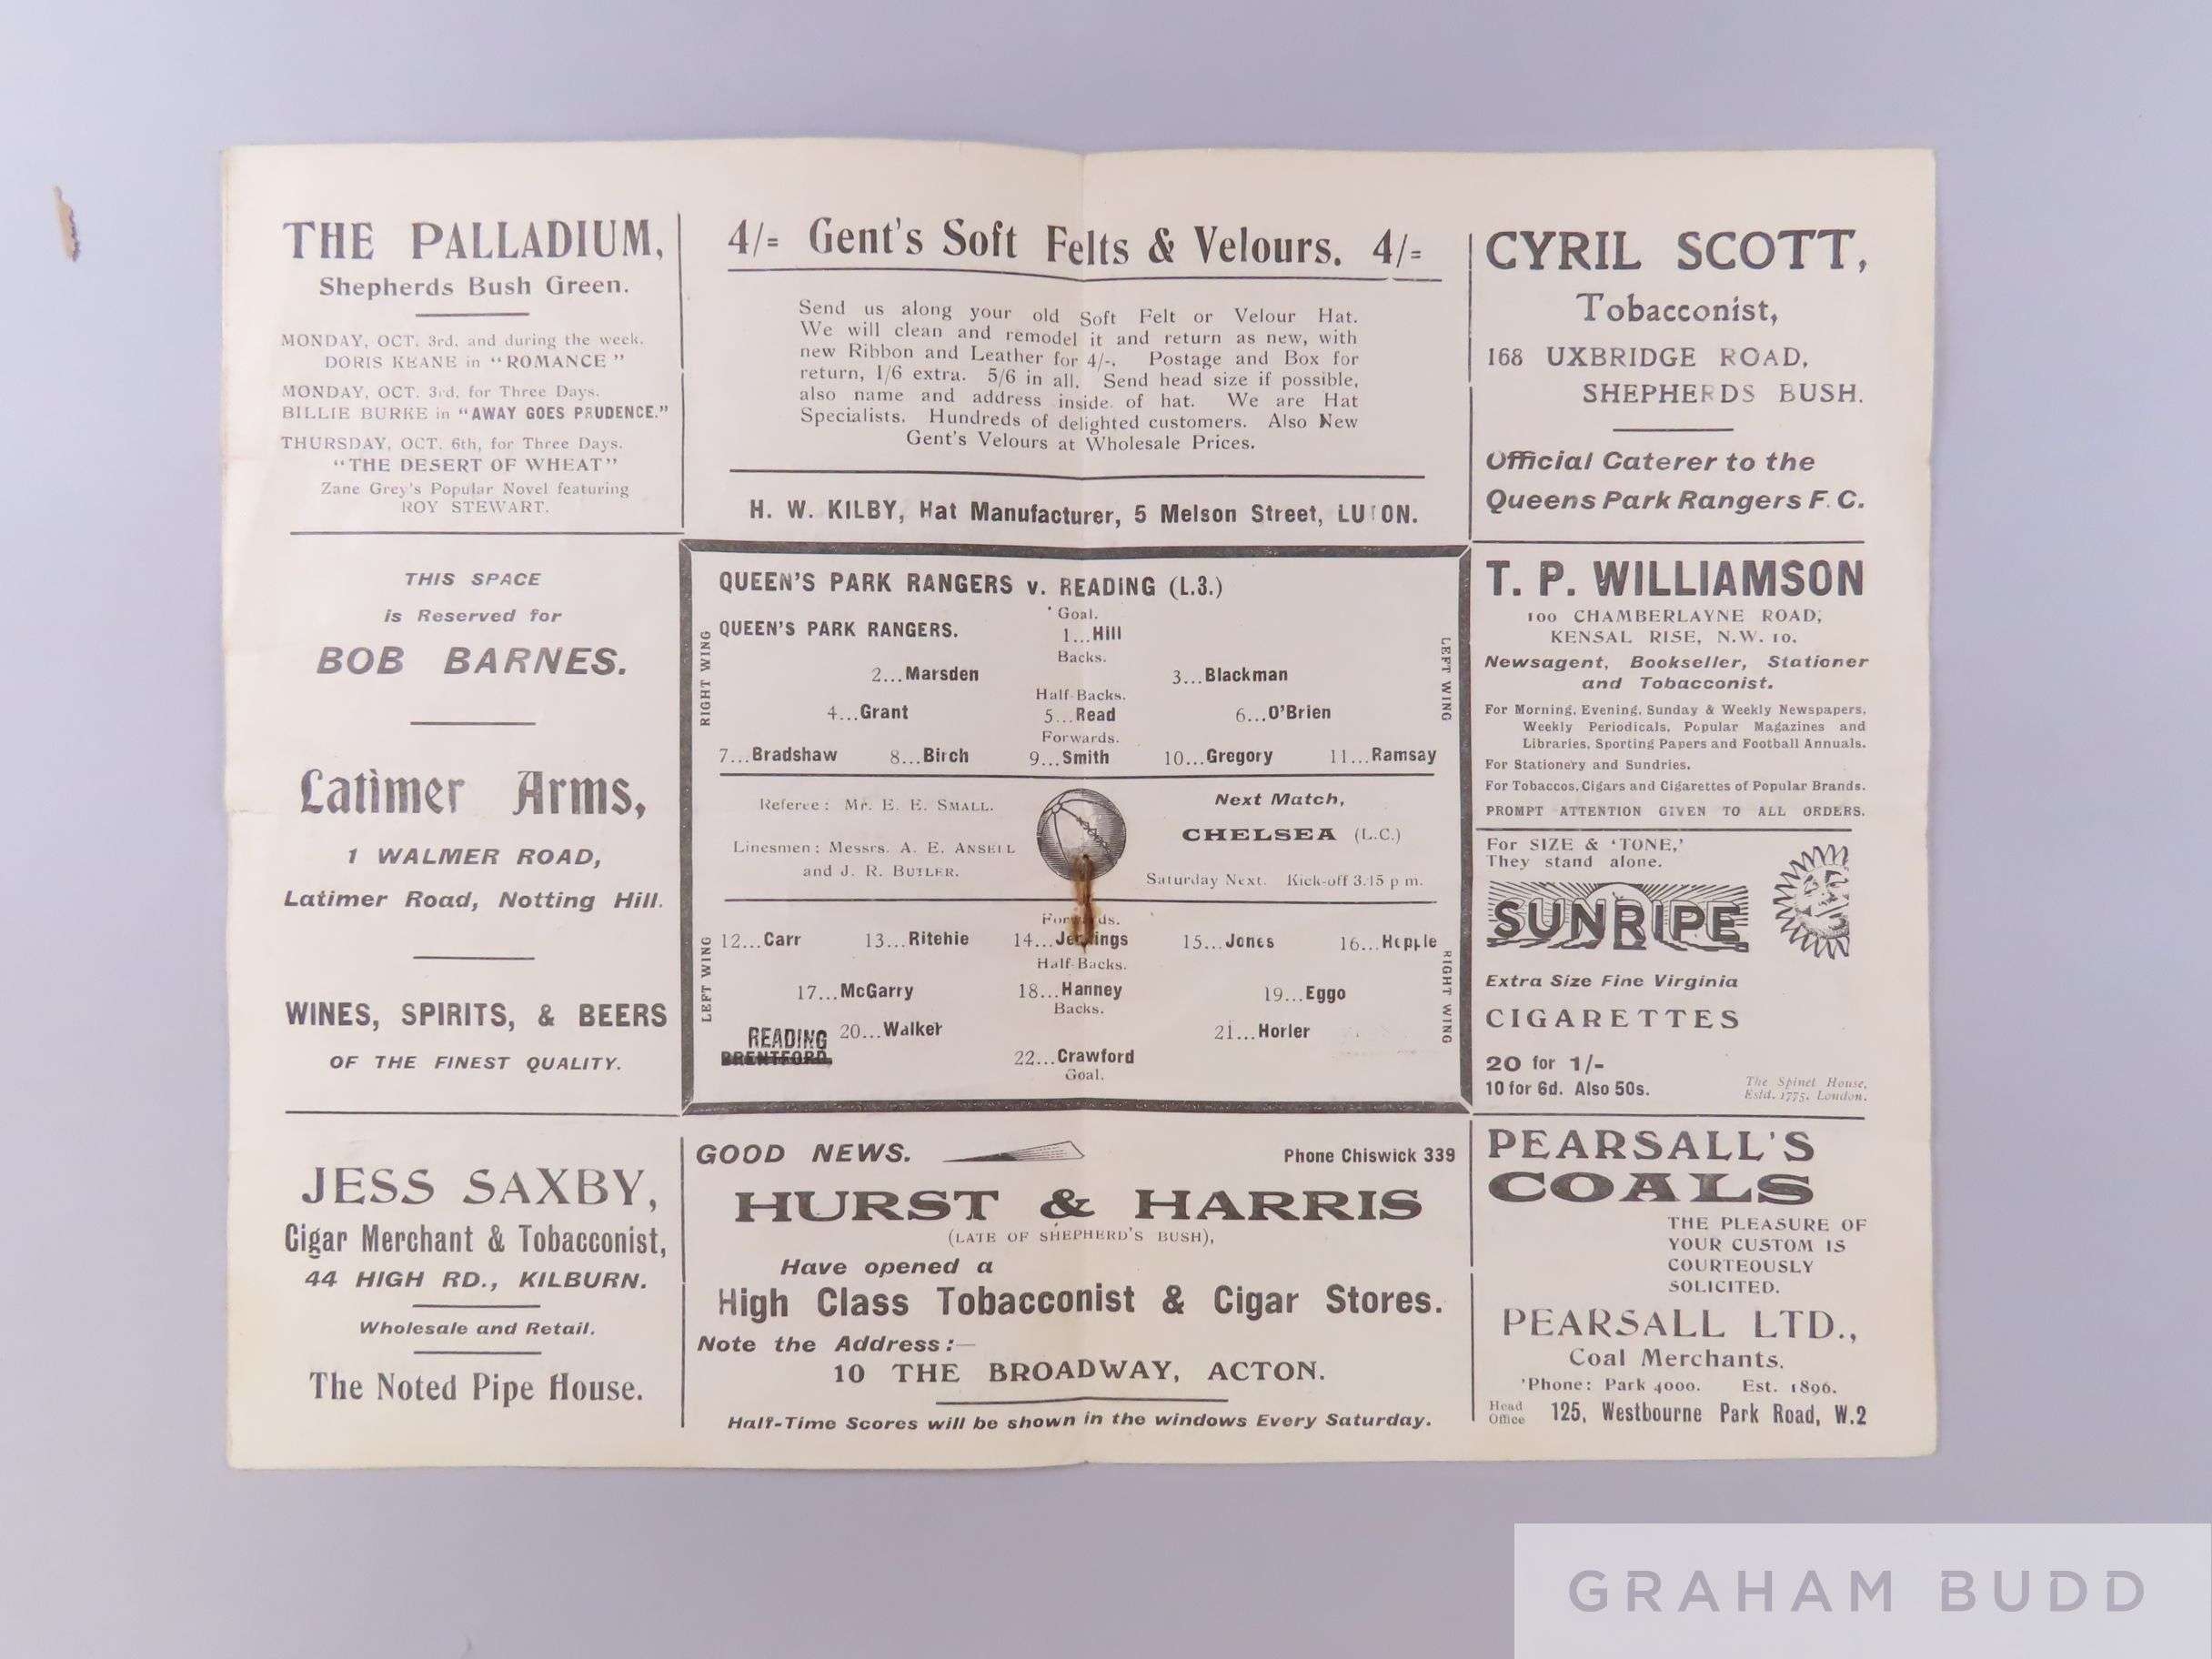 THE PALLADIUM,
Shepherds Bush Green.
MONDAY, OCT. 3rd. and during the week.
DORIS KEANE in "ROMANCE"
MONDAY, OCT. 3rd, for Three Days.
BILLIE BURKE in "AWAY GOES PRUDENCE."
THURSDAY, OCT. 6th, for Three Days.
"THE DESERT OF WHEAT"
Zane Grey's Popular Novel featuring
ROY STEWART.
THIS SPACE
is Reserved for
BOB BARNES.
Latimer Arms,
1 WALMER ROAD,
Latimer Road, Notting Hill.
WINES, SPIRITS, & BEERS
OF THE FINEST QUALITY.
JESS SAXBY,
Cigar Merchant & Tobacconist,
44 HIGH RD., KILBURN.
Wholesale and Retail.
The Noted Pipe House.
4/= Gent's Soft Felts & Velours. 4/=
Send us along your old Soft Felt or Velour Hat.
We will clean and remodel it and return as new, with
new Ribbon and Leather for 4/-. Postage and Box for
return, 1/6 extra. 5/6 in all. Send head size if possible,
also name and address inside of hat. We are Hat
Specialists. Hundreds of delighted customers. Also New
Gent's Velours at Wholesale Prices.
H. W. KILBY, Hat Manufacturer, 5 Melson Street, LUTON.
QUEEN'S PARK RANGERS v. READING (L.3.)
Goal.
QUEEN'S PARK RANGERS. 1...Hill
Backs.
2...Marsden 3...Blackman
Half-Backs.
4...Grant 5...Read 6...O'Brien
Forwards.
7...Bradshaw 8...Birch 9...Smith 10...Gregory 11...Ramsay
RIGHT WING
LEFT WING
Referee: Mr. E. E. SMALL.
Linesmen: Messrs. A. E. ANSELL
and J. R. BUTLER.
Next Match,
CHELSEA (L.C.)
Saturday Next. Kick-off 3.15 p m.
Forwards.
12...Carr 13...Ritehie 14...Jennings 15...Jones 16...Hepple
Half-Backs.
17...McGarry 18...Hanney 19...Eggo
Backs.
READING 20...Walker 21...Horler
BRENTFORD.
22...Crawford
Goal.
LEFT WING
RIGHT WING
GOOD NEWS. Phone Chiswick 339
HURST & HARRIS
(LATE OF SHEPHERD'S BUSH),
Have opened a
High Class Tobacconist & Cigar Stores.
Note the Address:—
10 THE BROADWAY, ACTON.
Half-Time Scores will be shown in the windows Every Saturday.
CYRIL SCOTT,
Tobacconist,
168 UXBRIDGE ROAD,
SHEPHERDS BUSH.
Official Caterer to the
Queens Park Rangers F.C.
T. P. WILLIAMSON
100 CHAMBERLAYNE ROAD,
KENSAL RISE, N.W. 10.
Newsagent, Bookseller, Stationer
and Tobacconist.
For Morning, Evening, Sunday & Weekly Newspapers,
Weekly Periodicals, Popular Magazines and
Libraries, Sporting Papers and Football Annuals.
For Stationery and Sundries.
For Tobaccos, Cigars and Cigarettes of Popular Brands.
PROMPT ATTENTION GIVEN TO ALL ORDERS.
For SIZE & 'TONE,'
They stand alone.
SUNRIPE
Extra Size Fine Virginia
CIGARETTES
20 for 1/-
10 for 6d. Also 50s.
The Spinet House,
Estd. 1775. London.
PEARSALL'S
COALS
THE PLEASURE OF
YOUR CUSTOM IS
COURTEOUSLY
SOLICITED.
PEARSALL LTD.,
Coal Merchants.
'Phone: Park 4000. Est. 1896.
Head Office 125, Westbourne Park Road, W.2
GRAHAM BUDD